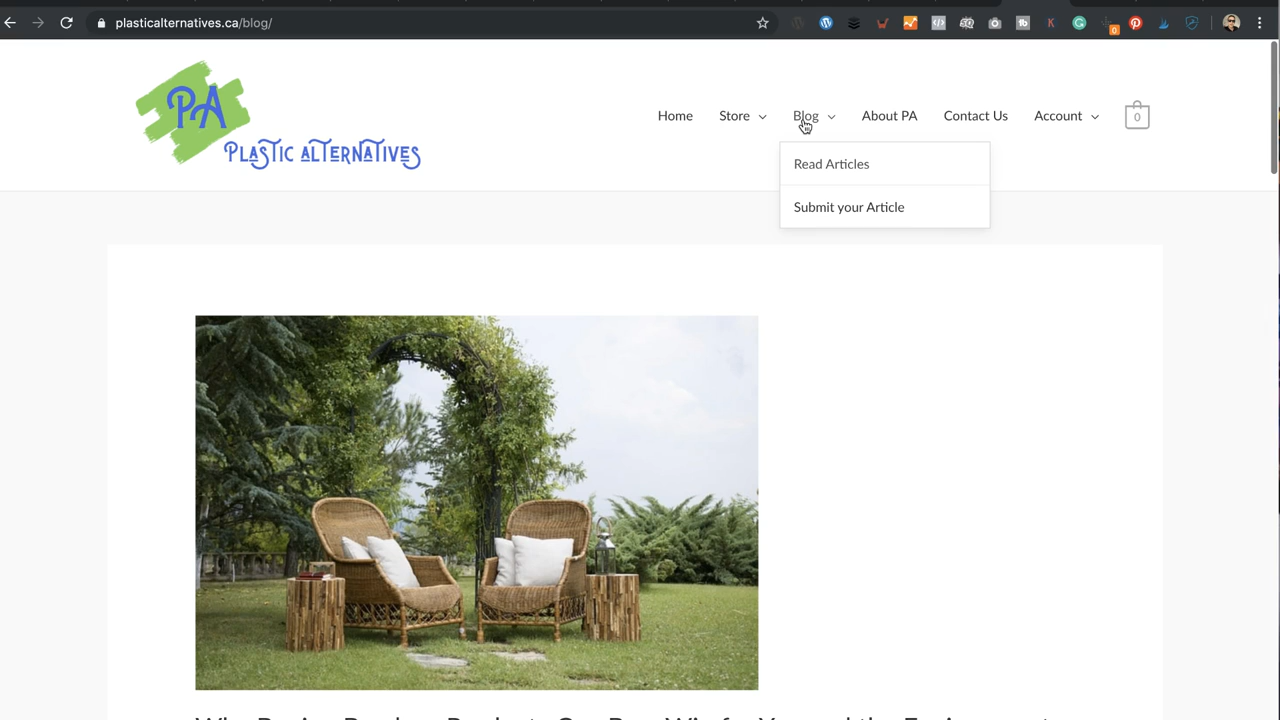 plasticalternatives.ca/blog/
PA
Plastic Alternatives
Home Store Blog About PA Contact Us Account 0
Read Articles
Submit your Article